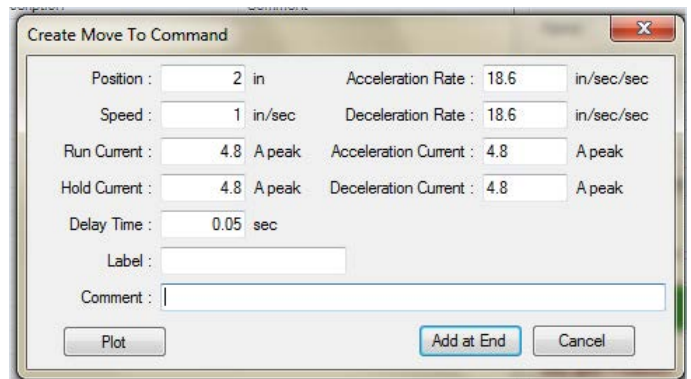 Create Move To Command
Position : 2 in Acceleration Rate : 18.6 in/sec/sec
Speed : 1 in/sec Deceleration Rate : 18.6 in/sec/sec
Run Current : 4.8 A peak Acceleration Current : 4.8 A peak
Hold Current : 4.8 A peak Deceleration Current : 4.8 A peak
Delay Time : 0.05 sec
Label :
Comment :
Plot Add at End Cancel